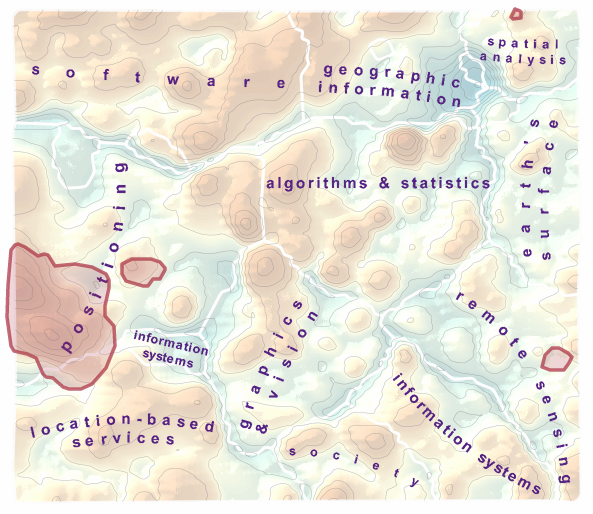 spatial
analysis
software
geographic
information
earth's
surface
algorithms & statistics
positioning
information
systems
graphics
& vision
remote sensing
information systems
location-based
services
society